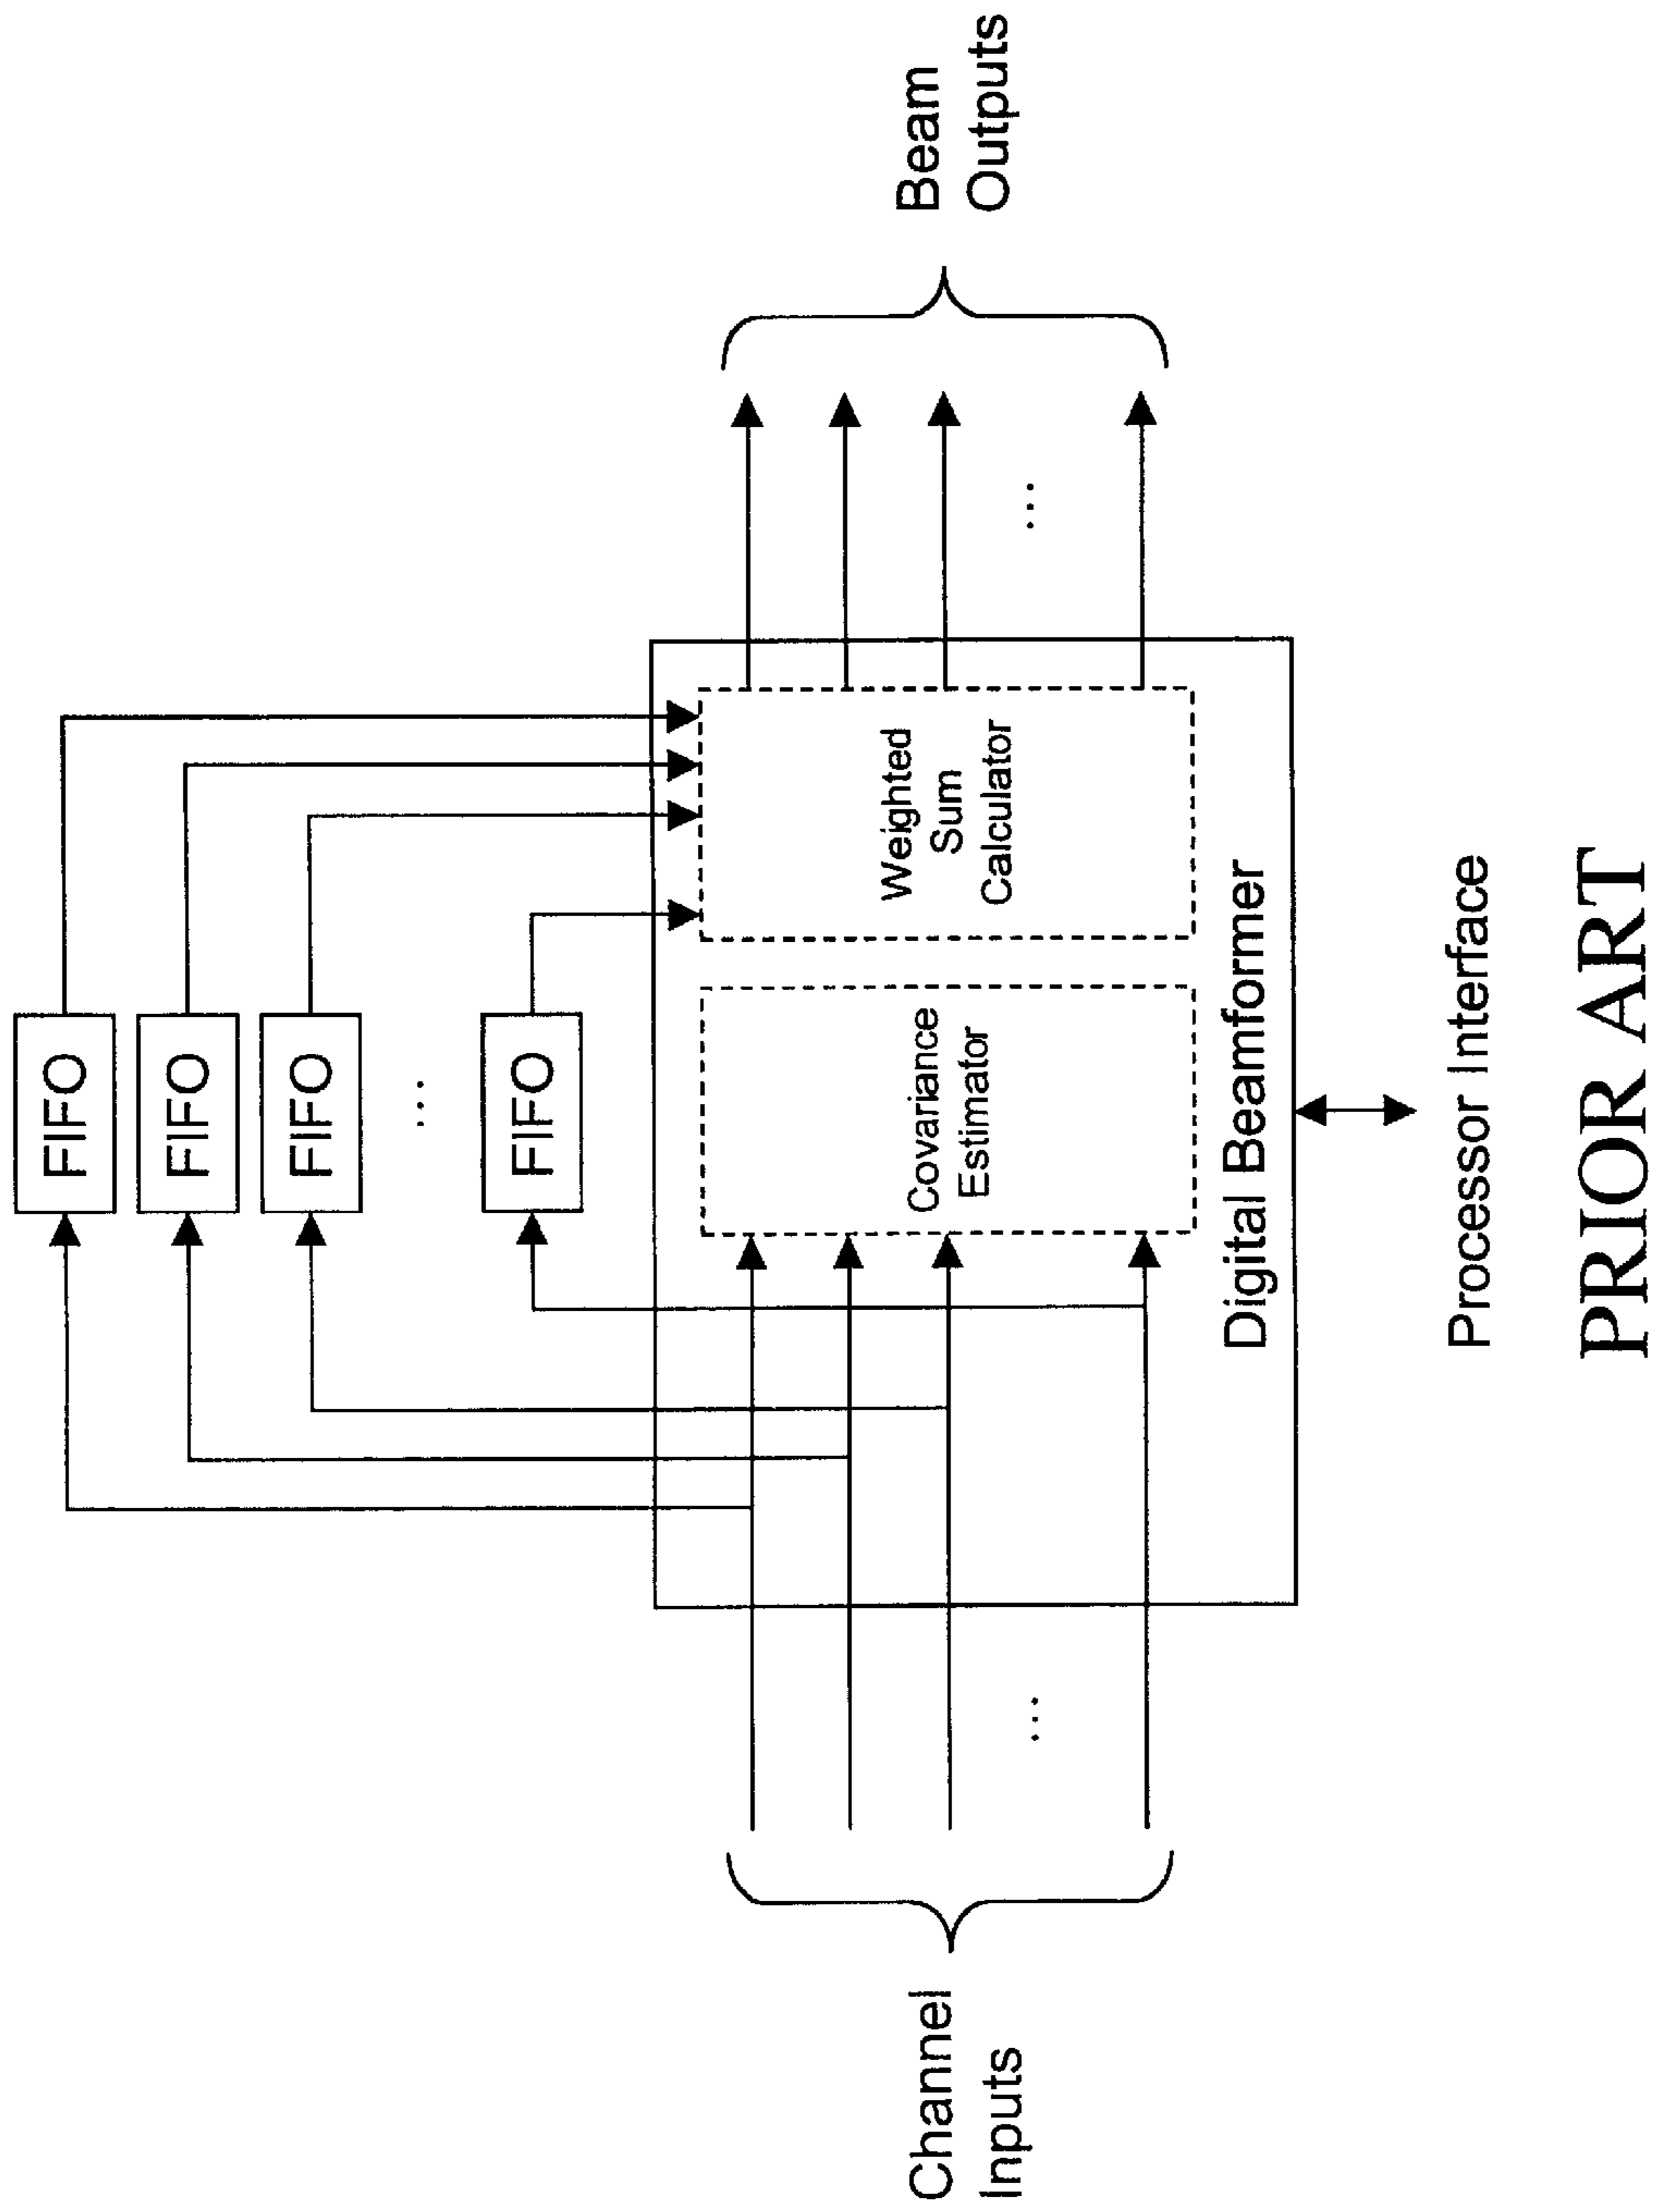 FIFO
FIFO
FIFO
...
FIFO
Channel
Inputs
...
Covariance
Estimator
Weighted
Sum
Calculator
Digital Beamformer
...
Beam
Outputs
Processor Interface
PRIOR ART